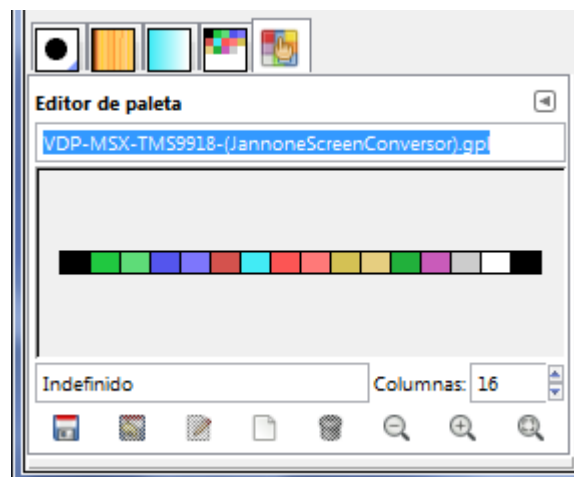 Editor de paleta
VDP-MSX-TMS9918-(JannoneScreenConversor).gpl
Indefinido
Columnas: 16